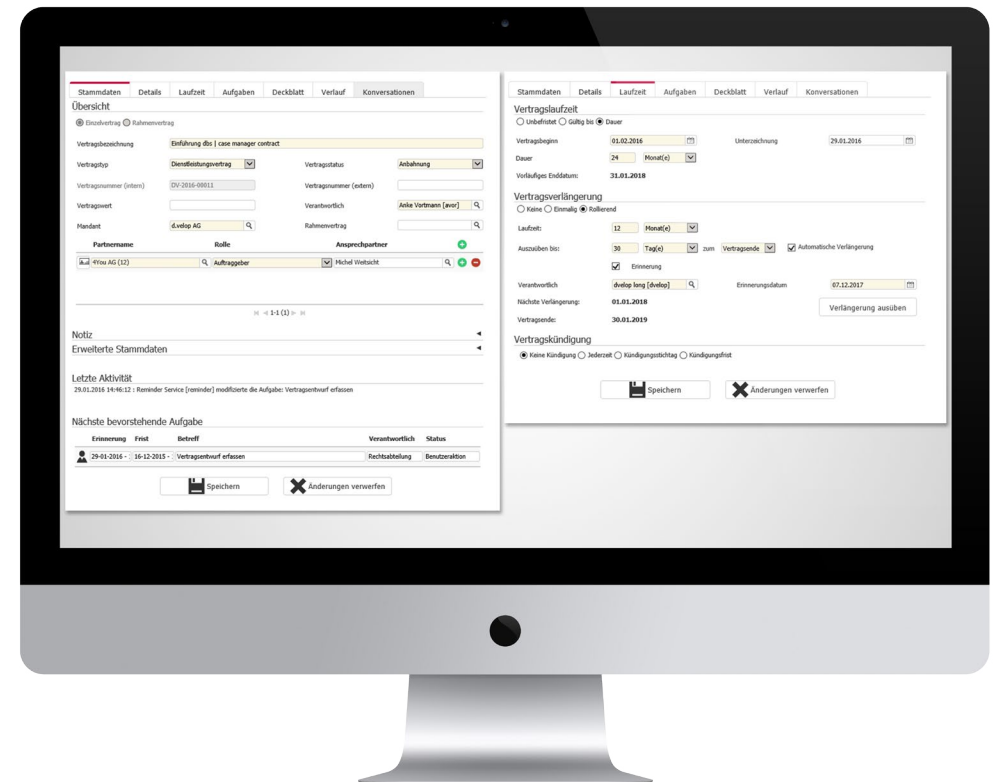 Stammdaten Details Laufzeit Aufgaben Deckblatt Verlauf Konversationen
Übersicht
Einzelvertrag Rahmenvertrag
Vertragsbezeichnung Einführung dbs | case manager contract
Vertragstyp Dienstleistungsvertrag Vertragsstatus Anbahnung
Vertragsnummer (intern) DV-2016-00011 Vertragsnummer (extern)
Vertragswert Verantwortlich Anke Vortmann [avor]
Mandant d.velop AG Rahmenvertrag
Partnername Rolle Ansprechpartner
4You AG (12) Auftraggeber Michel Weitsicht
1-1 (1)
Notiz
Erweiterte Stammdaten
Letzte Aktivität
29.01.2016 14:46:12 : Reminder Service [reminder] modifizierte die Aufgabe: Vertragsentwurf erfassen
Nächste bevorstehende Aufgabe
Erinnerung Frist Betreff Verantwortlich Status
29-01-2016 - 16-12-2015 - Vertragsentwurf erfassen Rechtsabteilung Benutzeraktion
Speichern Änderungen verwerfen
Stammdaten Details Laufzeit Aufgaben Deckblatt Verlauf Konversationen
Vertragslaufzeit
Unbefristet Gültig bis Dauer
Vertragsbeginn 01.02.2016 Unterzeichnung 29.01.2016
Dauer 24 Monat(e)
Vorläufiges Enddatum: 31.01.2018
Vertragsverlängerung
Keine Einmalig Rollierend
Laufzeit: 12 Monat(e)
Auszuüben bis: 30 Tag(e) zum Vertragsende Automatische Verlängerung
Erinnerung
Verantwortlich dvelop long [dvelop] Erinnerungsdatum 07.12.2017
Nächste Verlängerung: 01.01.2018 Verlängerung ausüben
Vertragsende: 30.01.2019
Vertragskündigung
Keine Kündigung Jederzeit Kündigungsstichtag Kündigungsfrist
Speichern Änderungen verwerfen